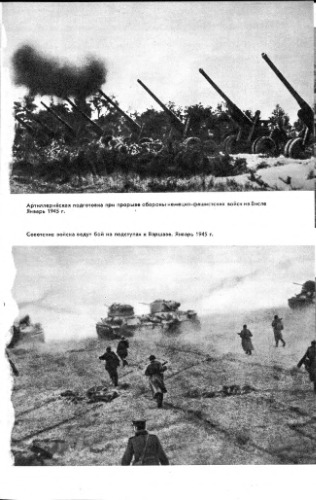 Артиллерийская подготовка при прорыве обороны немецко-фашистских войск на Висле
Январь 1945 г.
Советские войска ведут бой на подступах к Варшаве. Январь 1945 г.